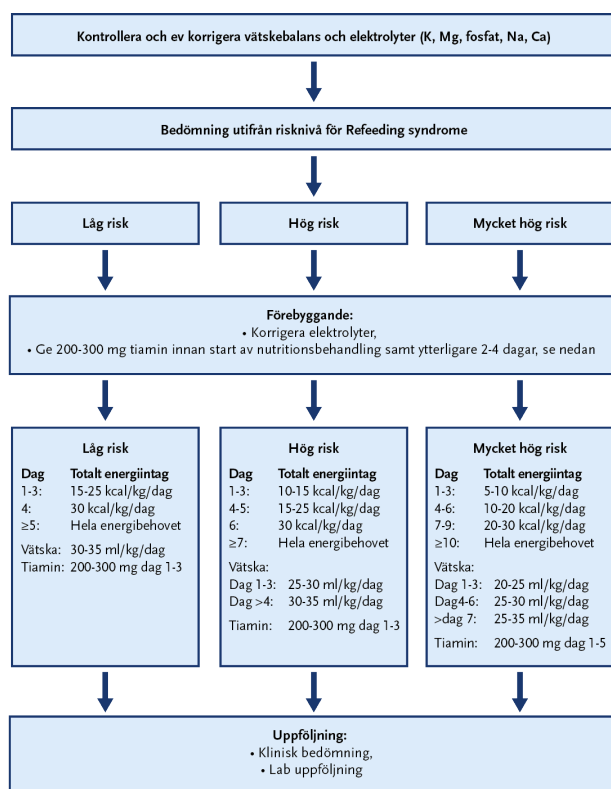 Kontrollera och ev korrigera vätskebalans och elektrolyter (K, Mg, fosfat, Na, Ca)
Bedömning utifrån risknivå för Refeeding syndrome
Låg risk
Hög risk
Mycket hög risk
Förebyggande:
• Korrigera elektrolyter,
• Ge 200-300 mg tiamin innan start av nutritionsbehandling samt ytterligare 2-4 dagar, se nedan
Låg risk
Dag Totalt energiintag
1-3: 15-25 kcal/kg/dag
4: 30 kcal/kg/dag
≥5: Hela energibehovet
Vätska: 30-35 ml/kg/dag
Tiamin: 200-300 mg dag 1-3
Hög risk
Dag Totalt energiintag
1-3: 10-15 kcal/kg/dag
4-5: 15-25 kcal/kg/dag
6: 30 kcal/kg/dag
≥7: Hela energibehovet
Vätska:
Dag 1-3: 25-30 ml/kg/dag
Dag >4: 30-35 ml/kg/dag
Tiamin: 200-300 mg dag 1-3
Mycket hög risk
Dag Totalt energiintag
1-3: 5-10 kcal/kg/dag
4-6: 10-20 kcal/kg/dag
7-9: 20-30 kcal/kg/dag
≥10: Hela energibehovet
Vätska:
Dag 1-3: 20-25 ml/kg/dag
Dag4-6: 25-30 ml/kg/dag
>dag 7: 25-35 ml/kg/dag
Tiamin: 200-300 mg dag 1-5
Uppföljning:
• Klinisk bedömning,
• Lab uppföljning